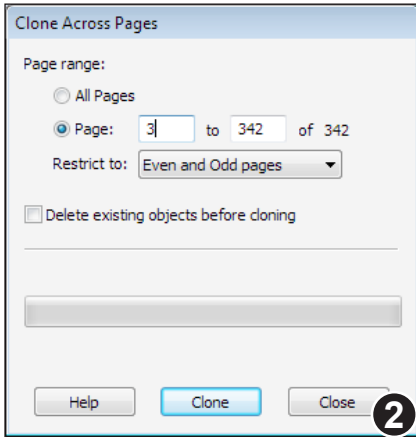 Clone Across Pages
Page range:
All Pages
Page: 3 to 342 of 342
Restrict to: Even and Odd pages
Delete existing objects before cloning
Help Clone Close
2